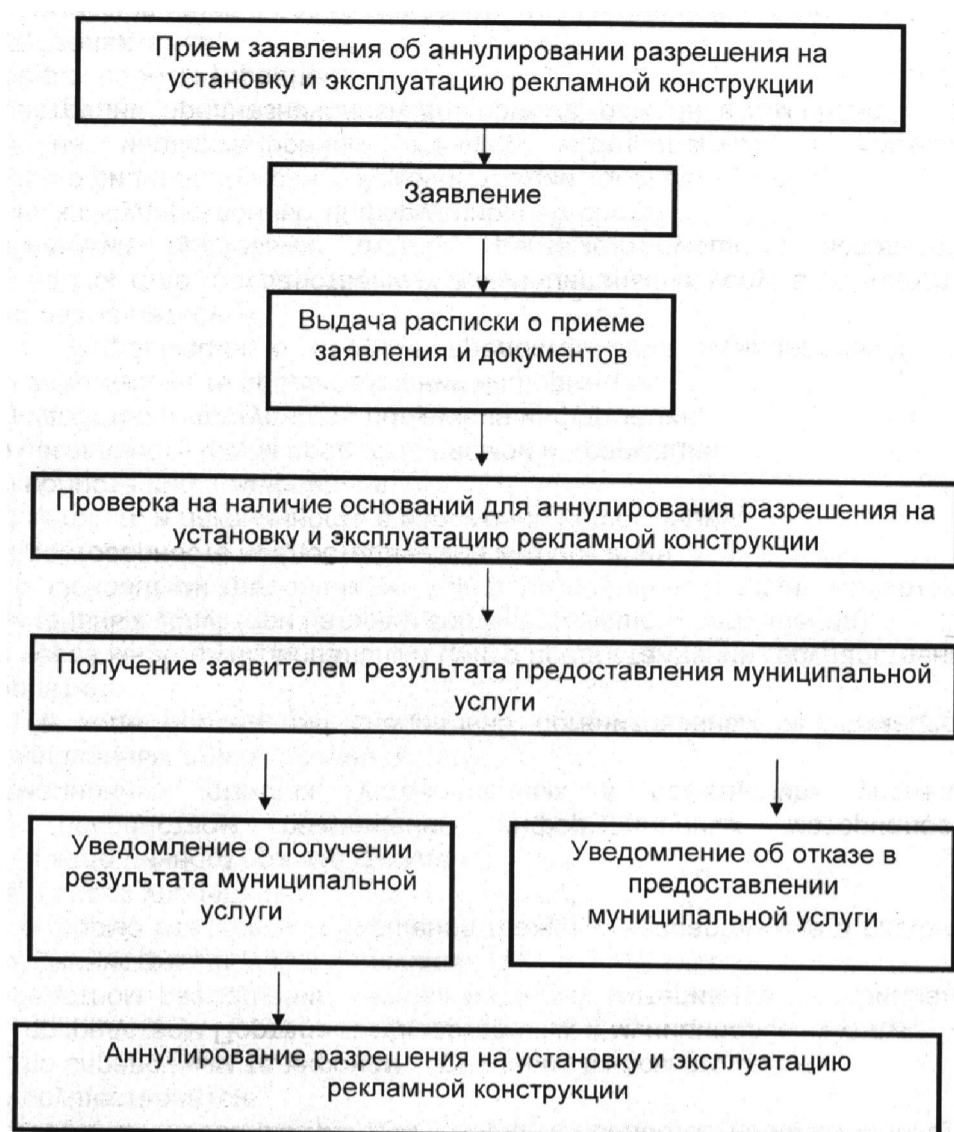 Прием заявления об аннулировании разрешения на
установку и эксплуатацию рекламной конструкции
Заявление
Выдача расписки о приеме
заявления и документов
Проверка на наличие оснований для аннулирования разрешения на
установку и эксплуатацию рекламной конструкции
Получение заявителем результата предоставления муниципальной
услуги
Уведомление о получении
результата муниципальной
услуги
Уведомление об отказе в
предоставлении
муниципальной услуги
Аннулирование разрешения на установку и эксплуатацию
рекламной конструкции